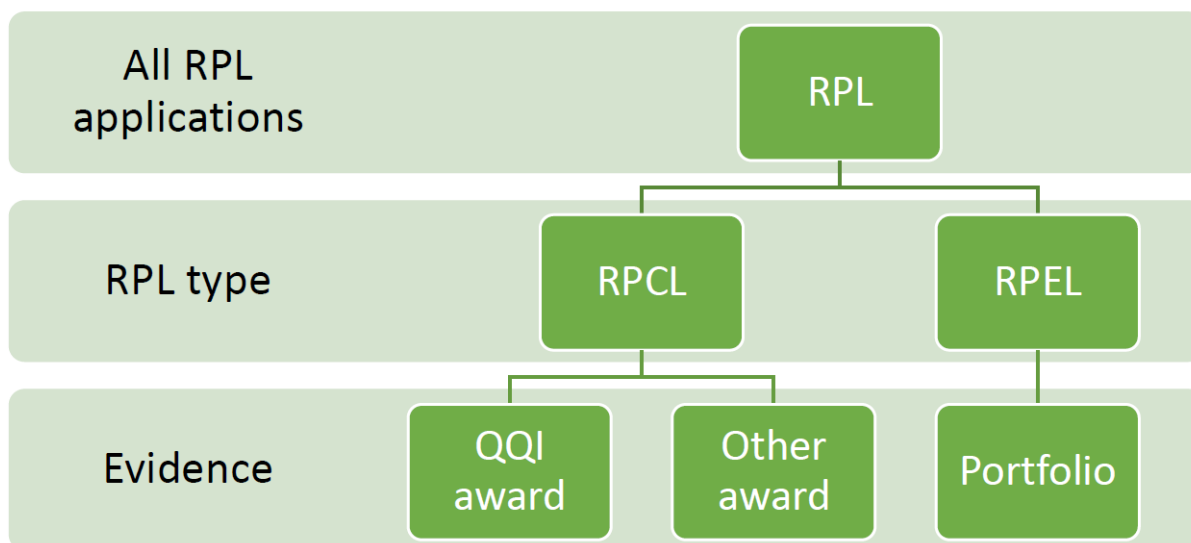 All RPL
applications
RPL
RPL type
RPCL
RPEL
Evidence
QQI
award
Other
award
Portfolio